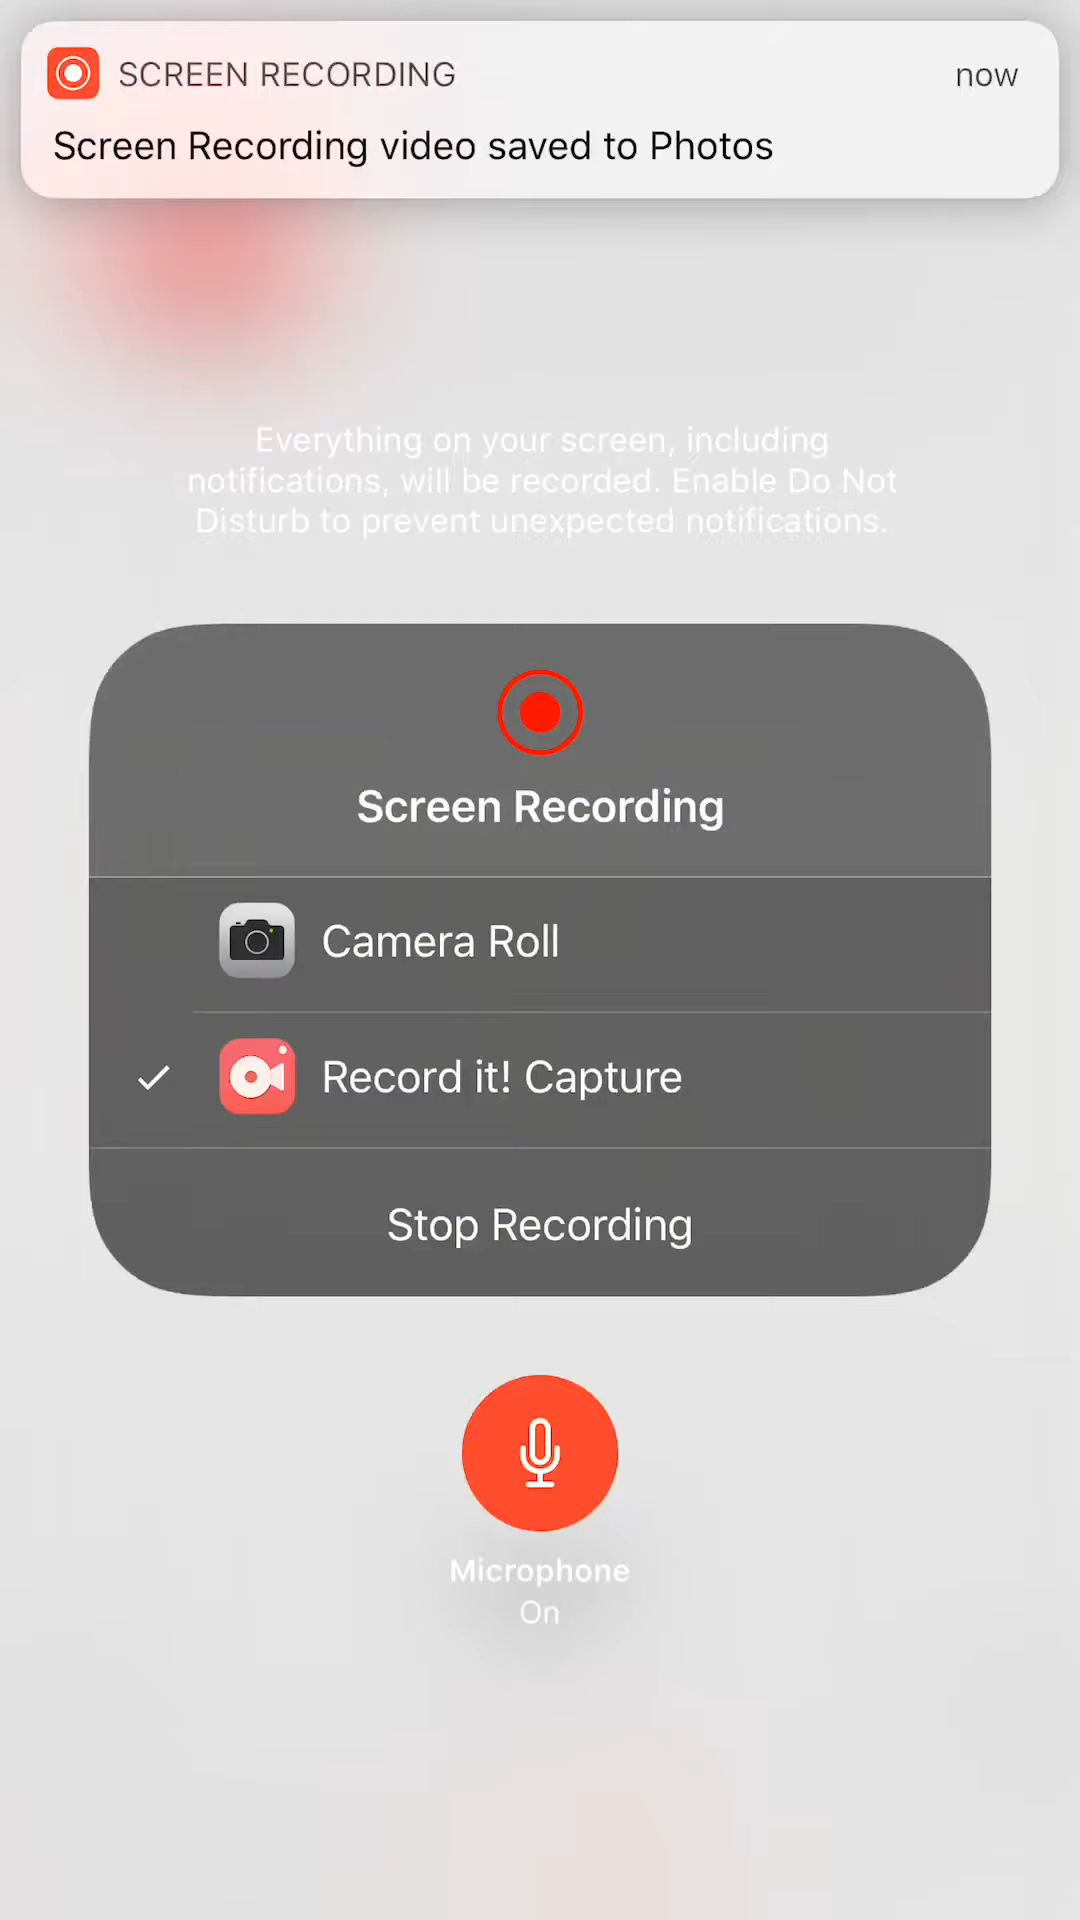 SCREEN RECORDING
now
Screen Recording video saved to Photos
Everything on your screen, including
notifications, will be recorded. Enable Do Not
Disturb to prevent unexpected notifications.
Screen Recording
Camera Roll
Record it! Capture
Stop Recording
Microphone
On